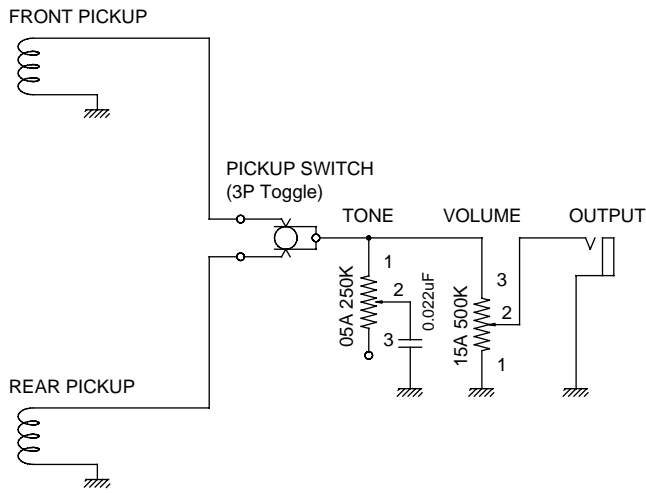 FRONT PICKUP
PICKUP SWITCH
(3P Toggle)
TONE
VOLUME
OUTPUT
1
2
3
05A 250K
0.022uF
3
2
1
15A 500K
REAR PICKUP